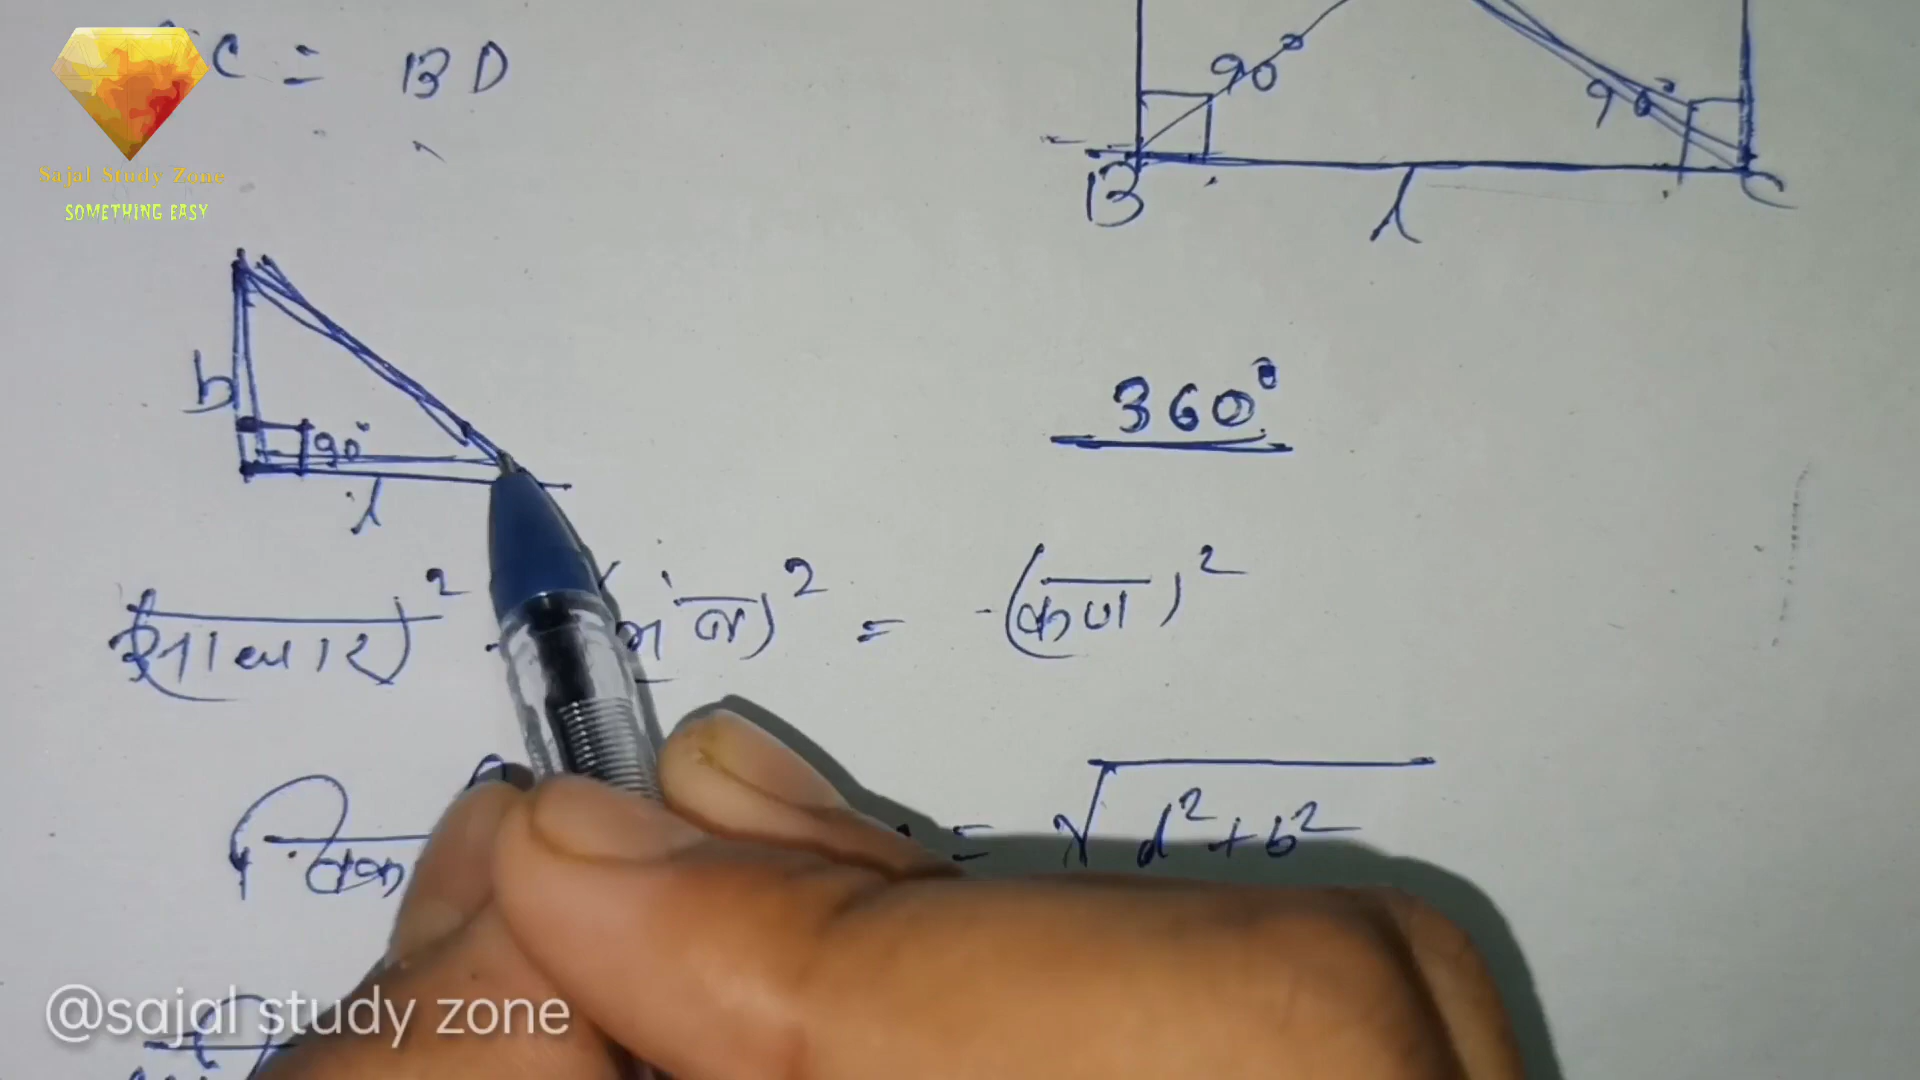 C = BD
Sajal Study Zone
SOMETHING EASY
90°
90°
B
l
C
b
90°
l
360°
(आधार)² (लंब)² = (कर्ण)²
= √d²+b²
@sajal study zone